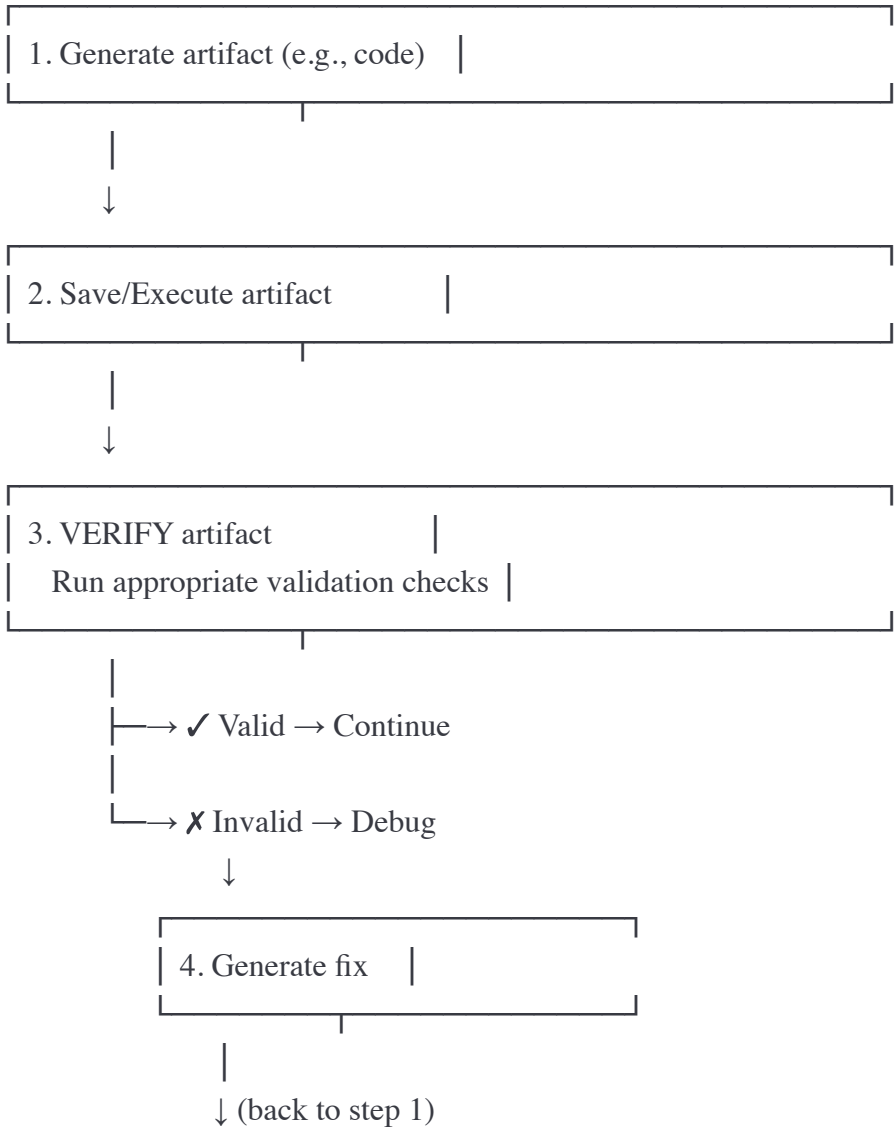 1. Generate artifact (e.g., code)
↓
2. Save/Execute artifact
↓
3. VERIFY artifact
Run appropriate validation checks
├─→ ✓ Valid → Continue
└─→ ✗ Invalid → Debug
↓
4. Generate fix
↓ (back to step 1)